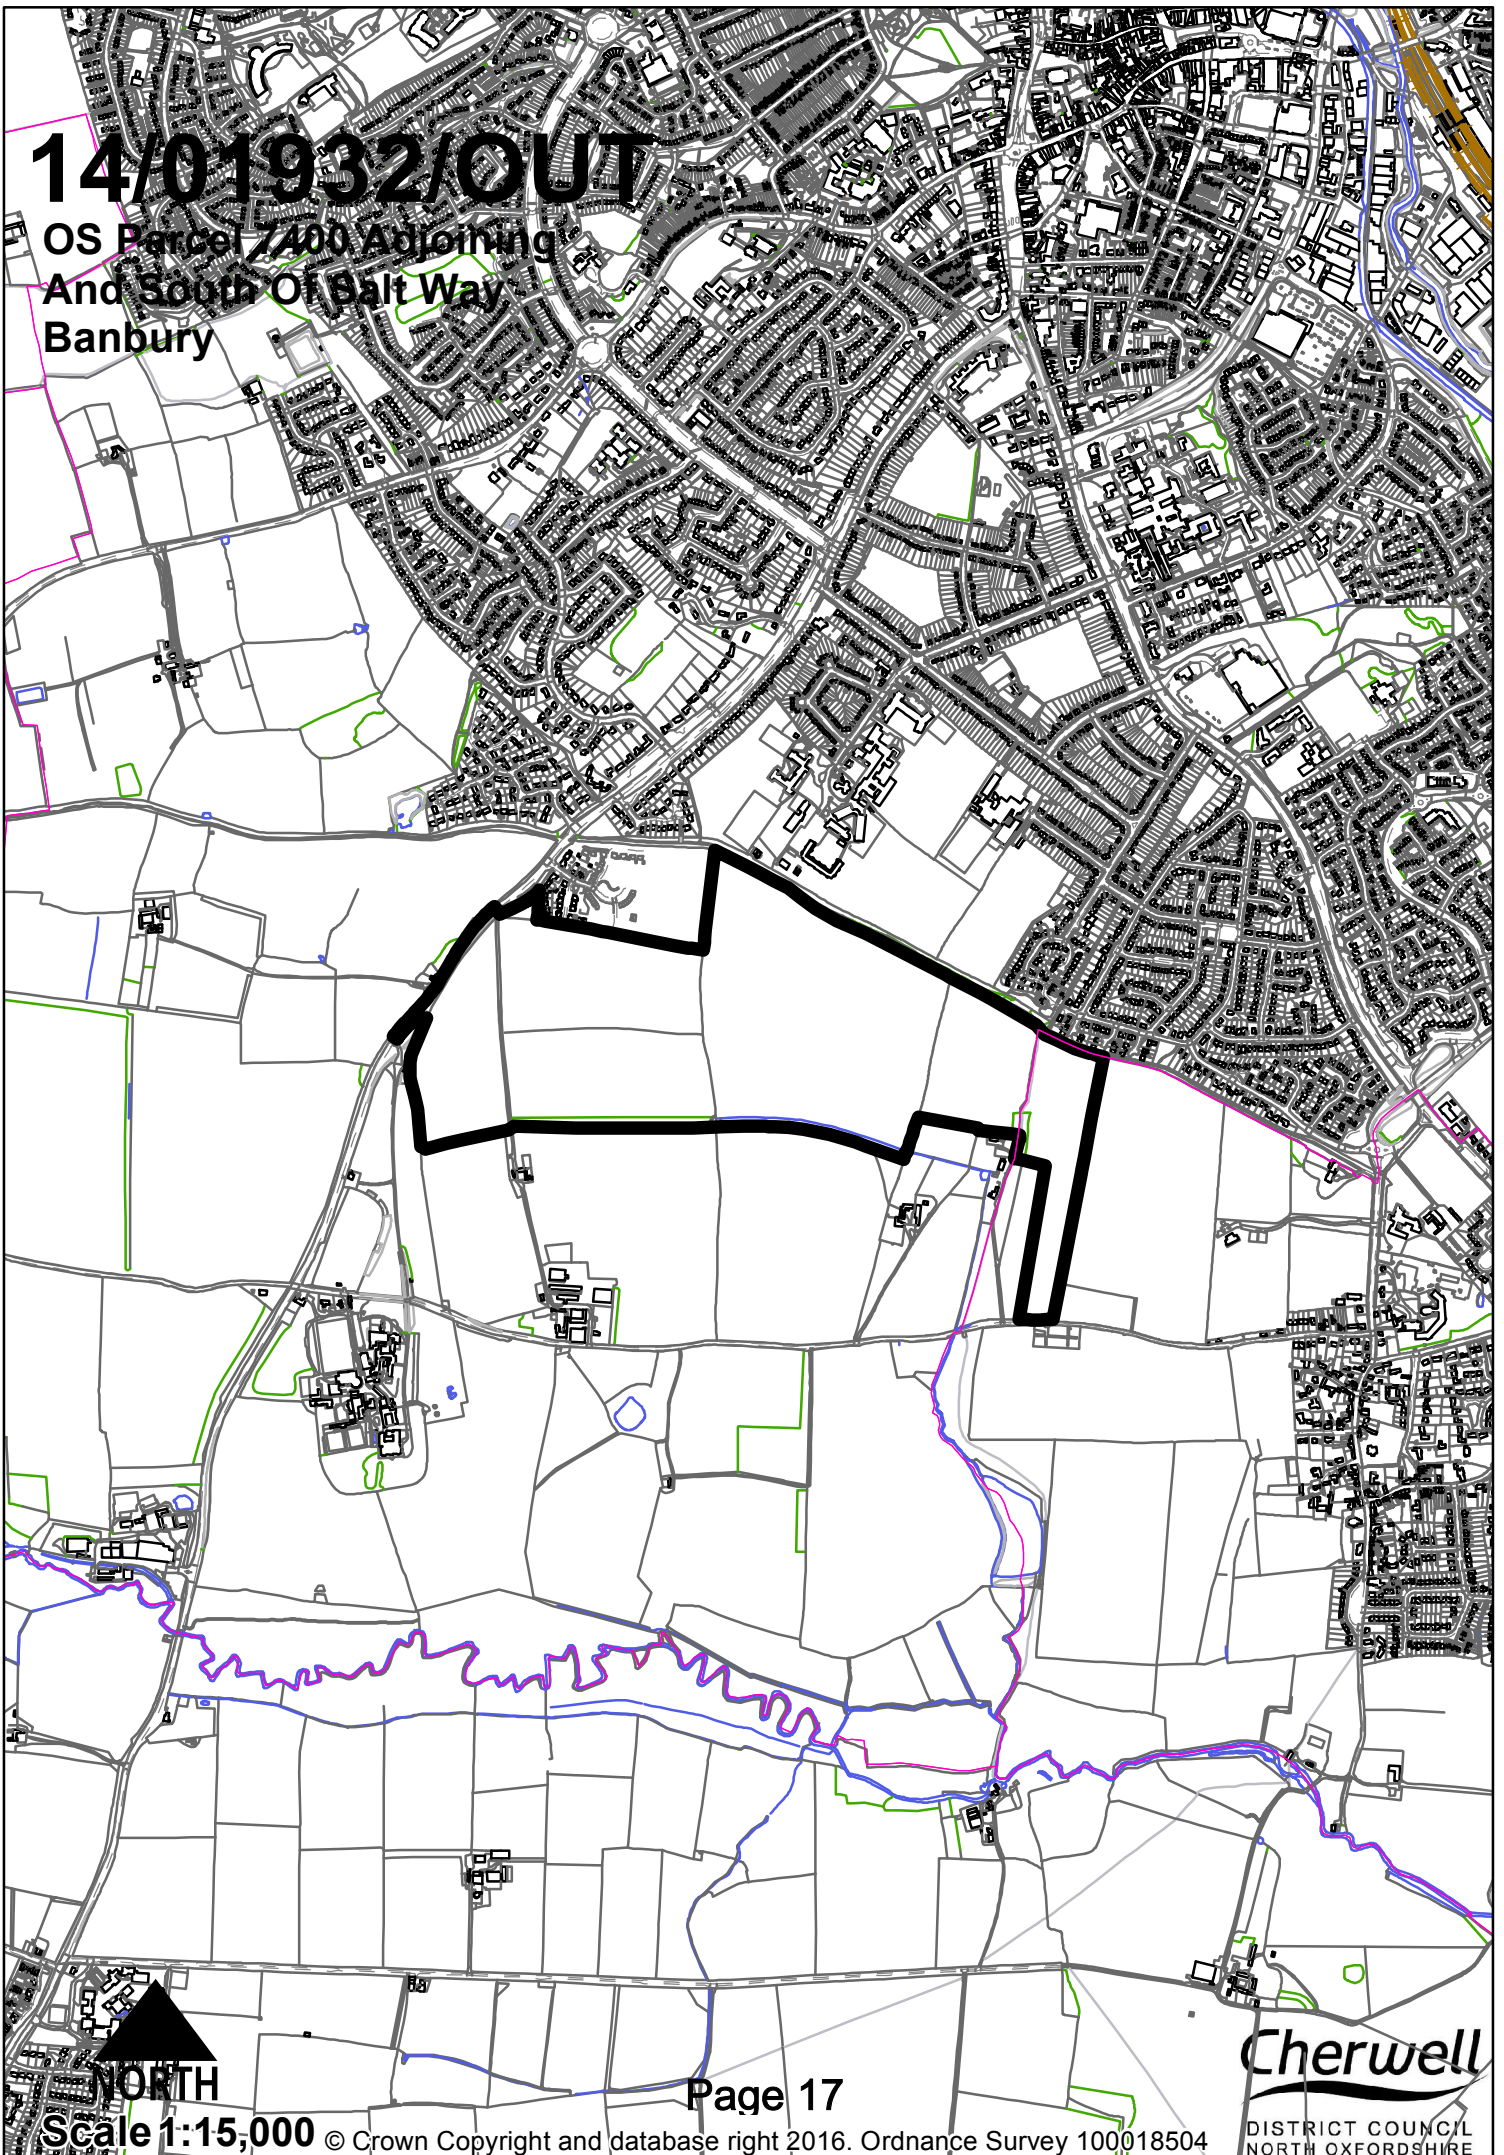 14/01932/OUT
OS Parcel 7400 Adjoining
And South Of Salt Way
Banbury
NORTH
Scale 1:15,000
© Crown Copyright and database right 2016. Ordnance Survey 100018504
Page 17
Cherwell
DISTRICT COUNCIL
NORTH OXFORDSHIRE